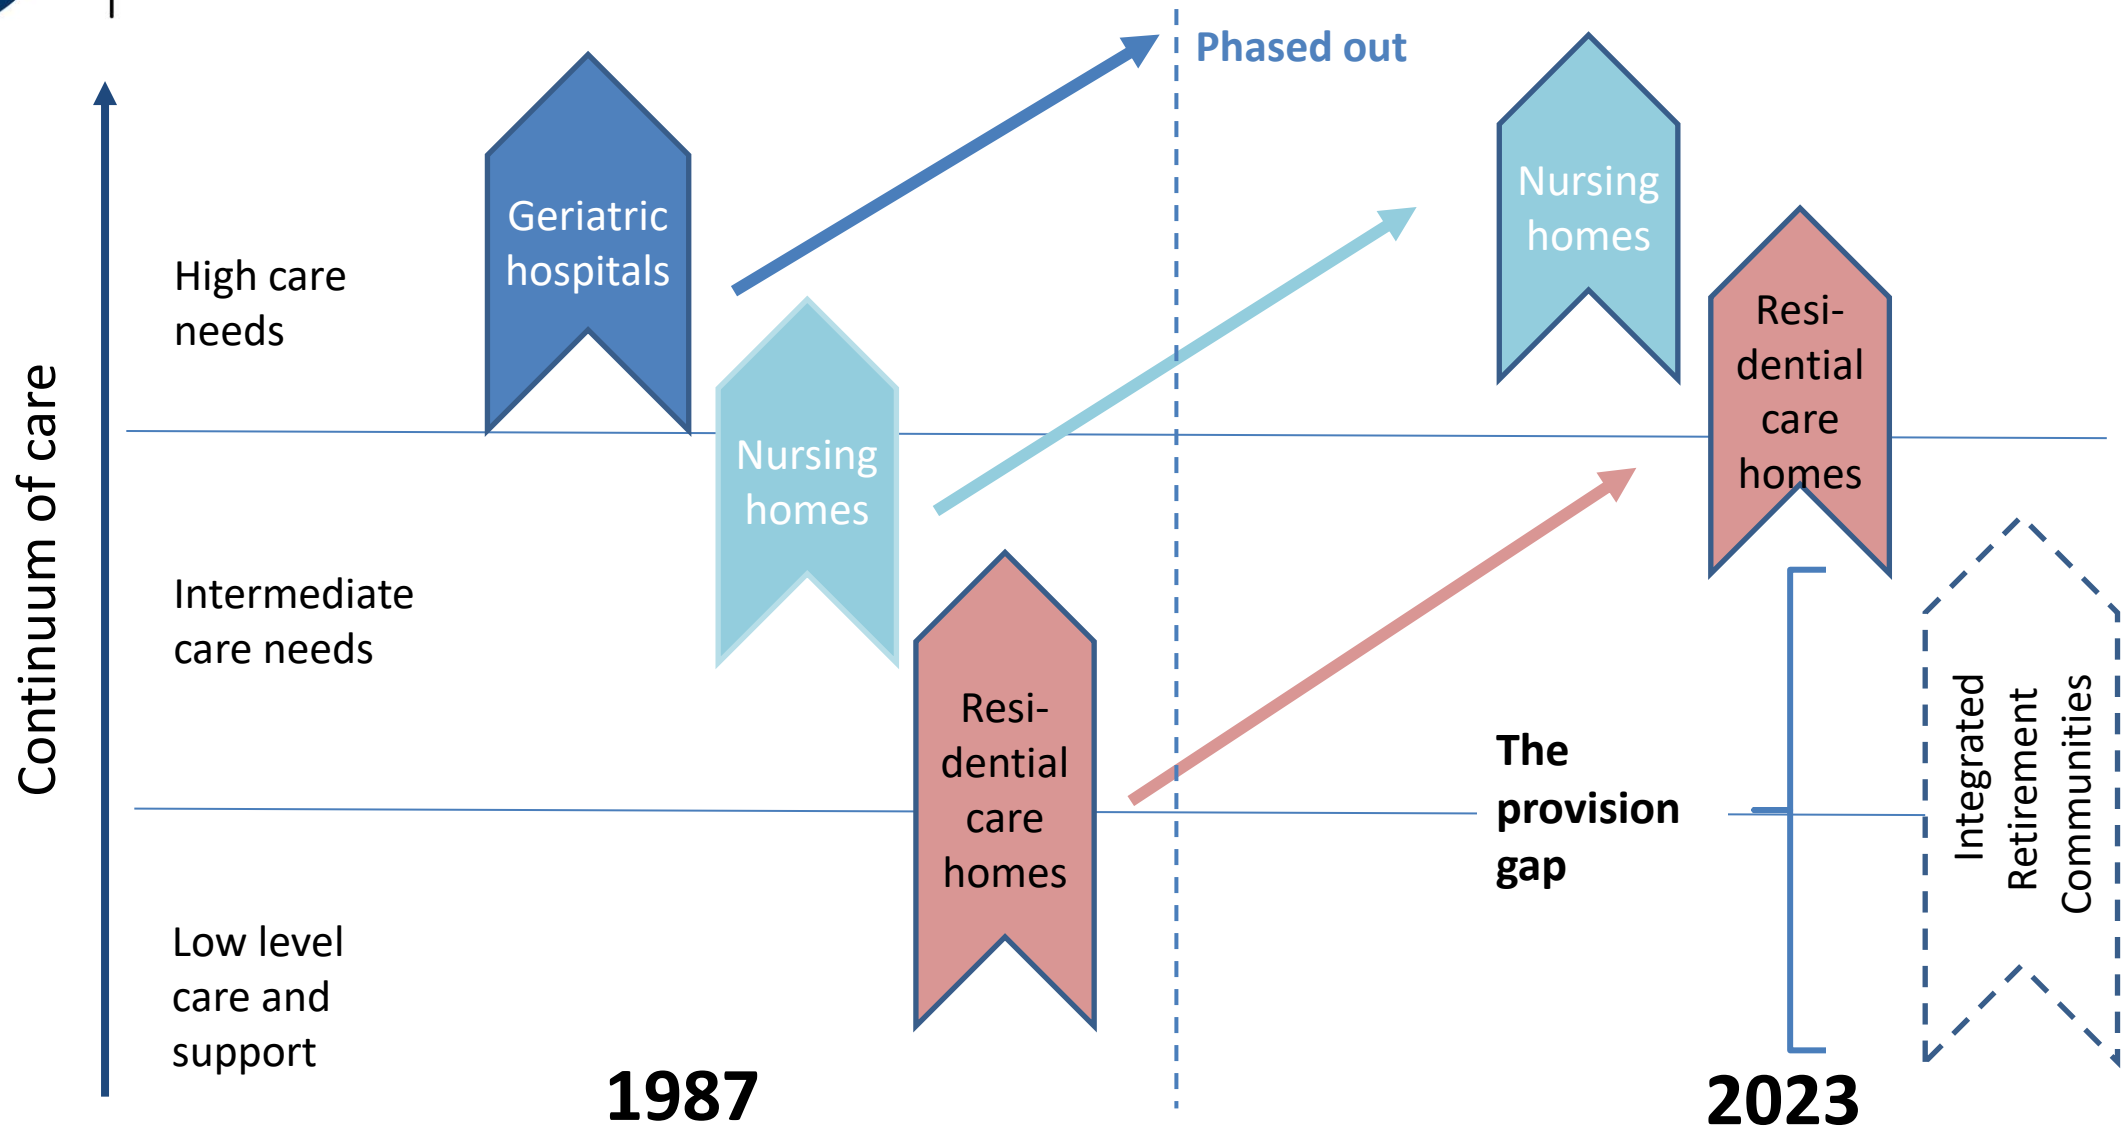 Phased out
Continuum of care
High care
needs
Intermediate
care needs
Low level
care and
support
Geriatric
hospitals
Nursing
homes
Resi-
dential
care
homes
Nursing
homes
Resi-
dential
care
homes
The
provision
gap
Integrated
Retirement
Communities
1987
2023